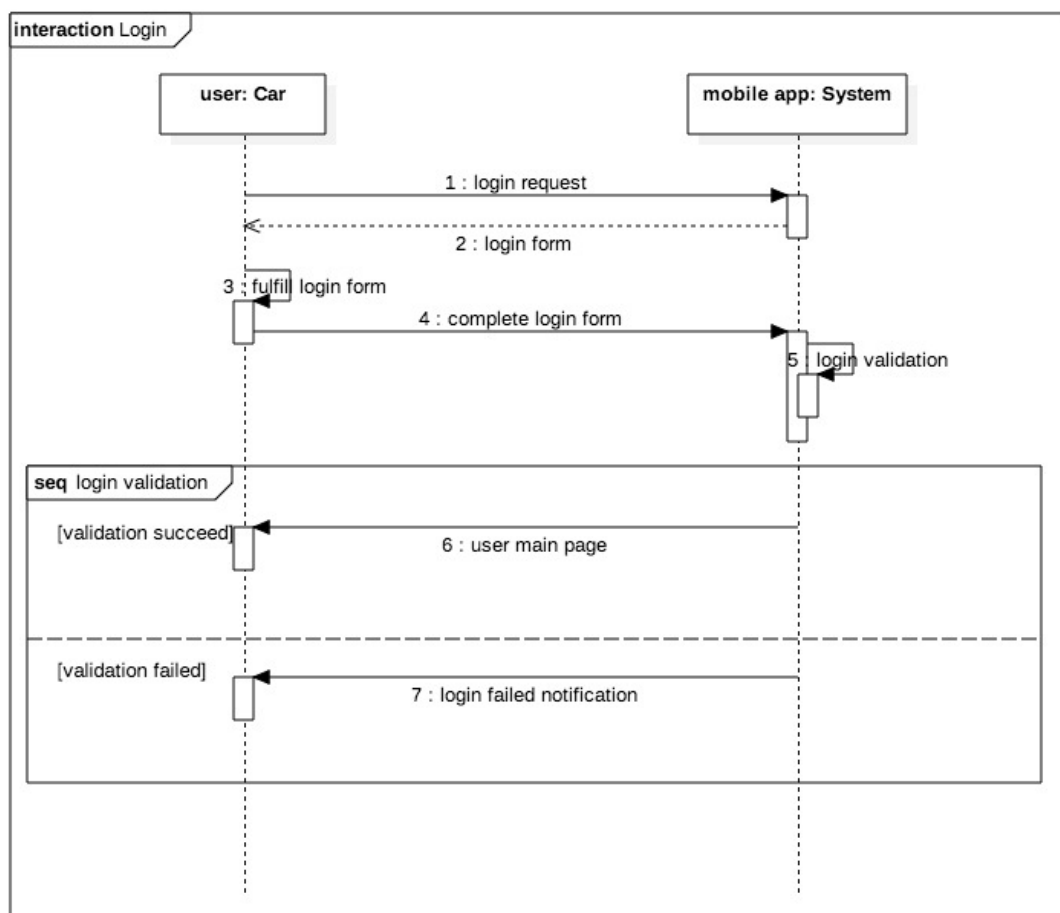 interaction Login
user: Car
mobile app: System
1 : login request
2 : login form
3 : fulfill login form
4 : complete login form
5 : login validation
seq login validation
[validation succeed]
6 : user main page
[validation failed]
7 : login failed notification